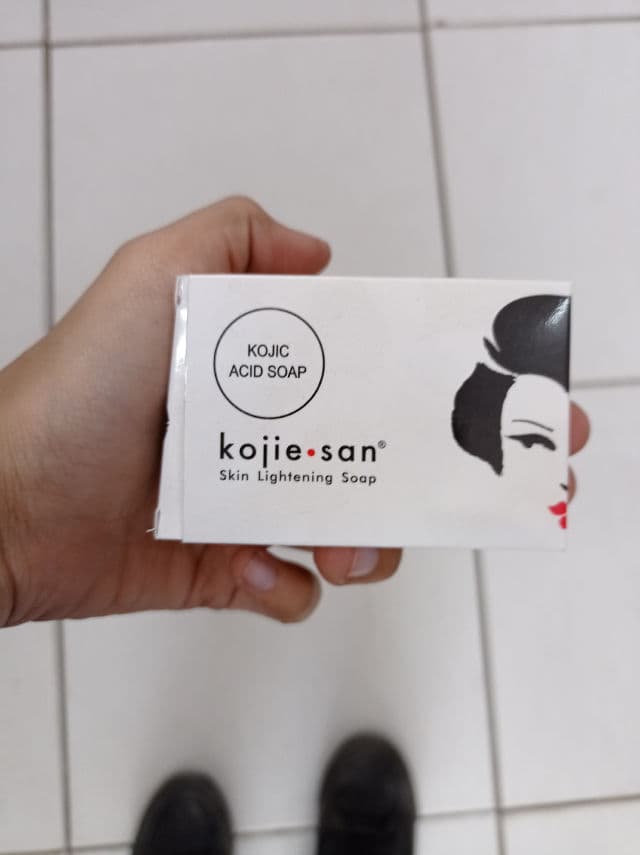 KOJIC
ACID SOAP
kojie•san®
Skin Lightening Soap